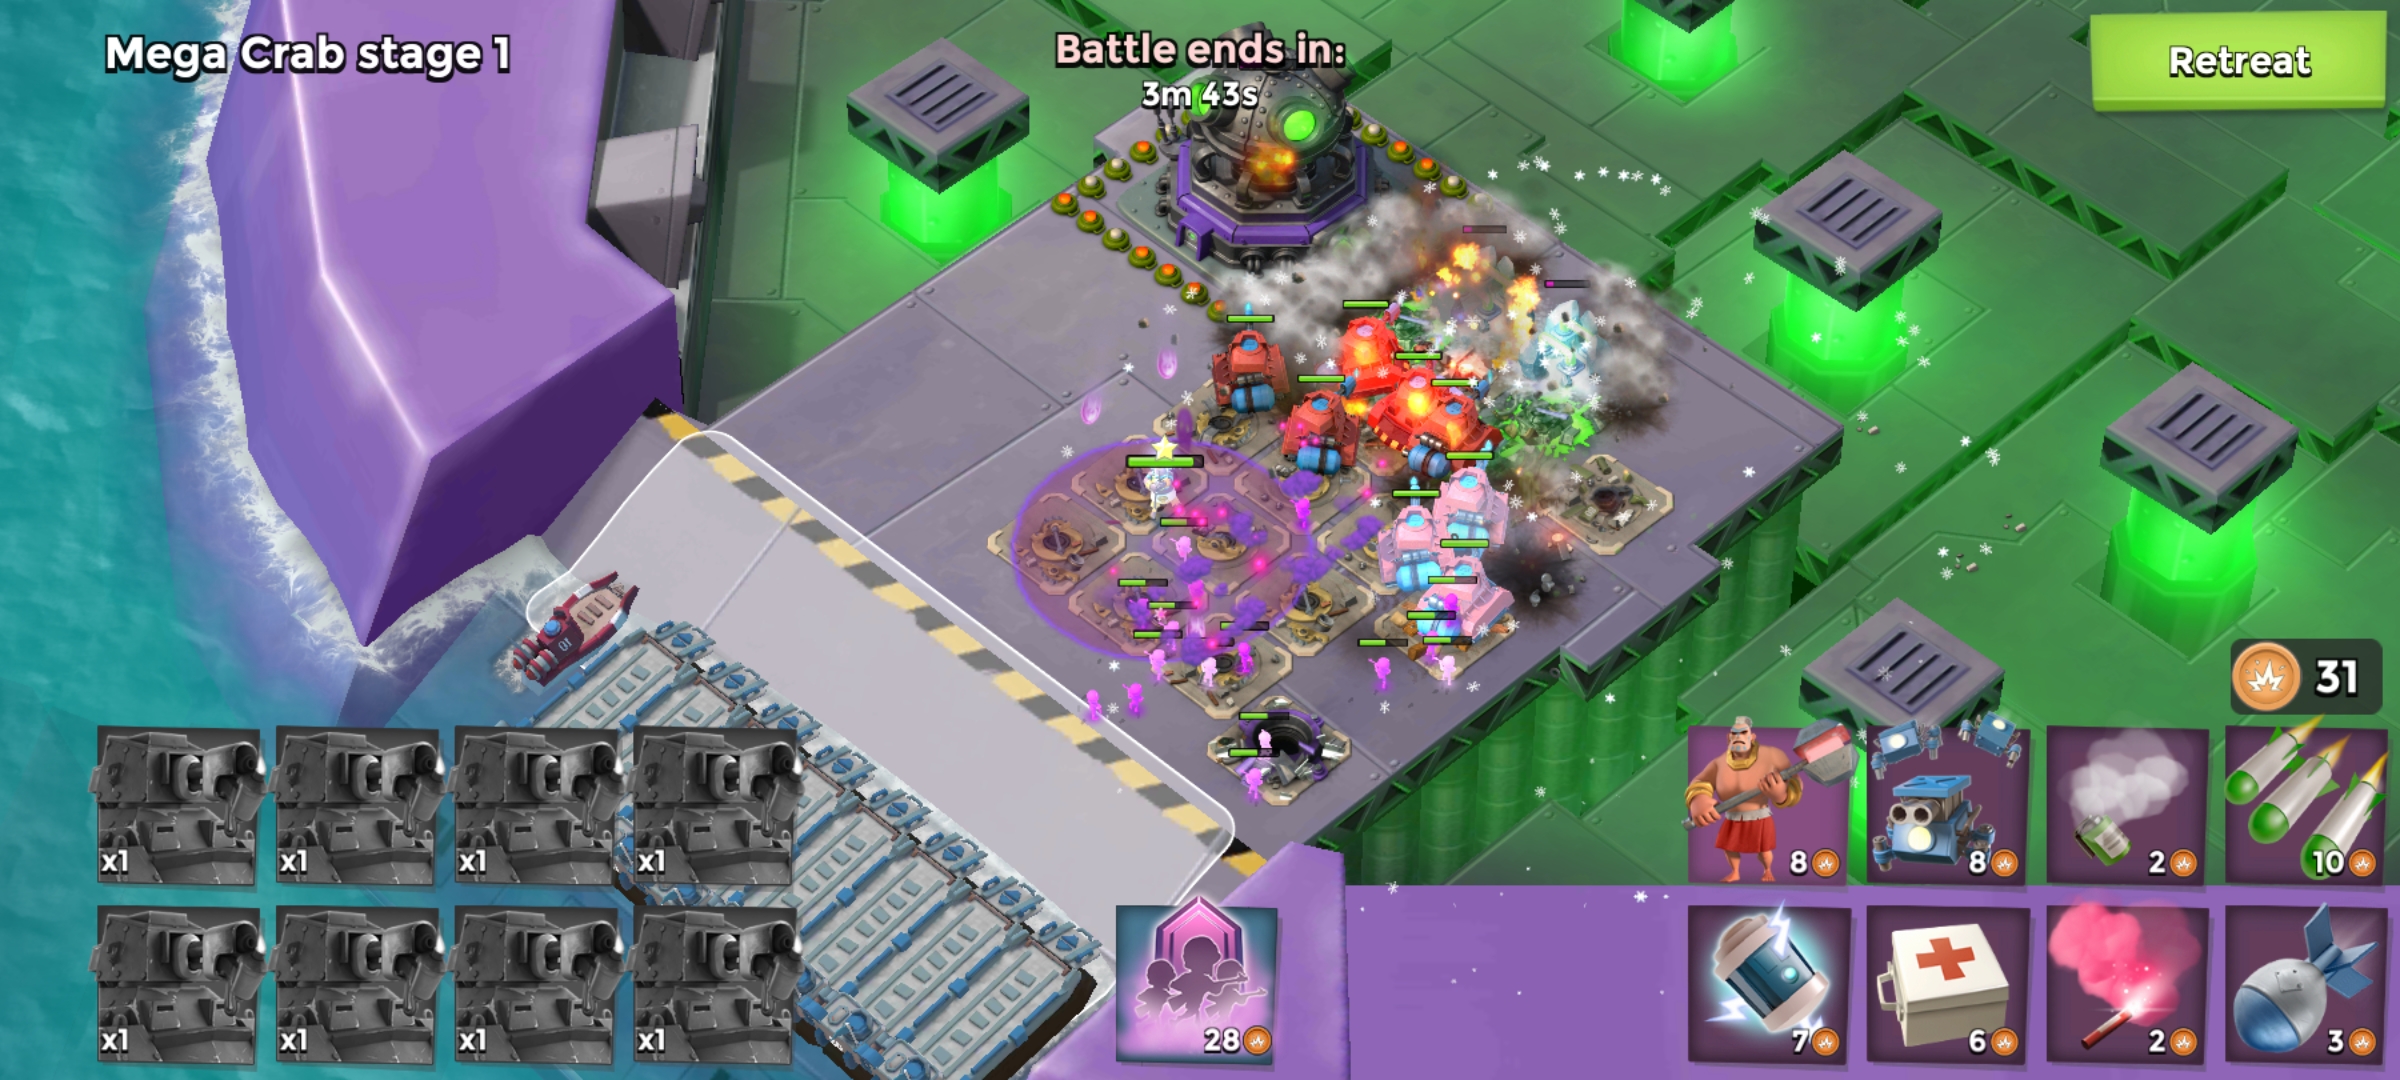 Mega Crab stage 1
Battle ends in:
3m 43s
Retreat
01
31
x1
x1
x1
x1
8
8
2
10
x1
x1
x1
x1
28
7
6
2
3